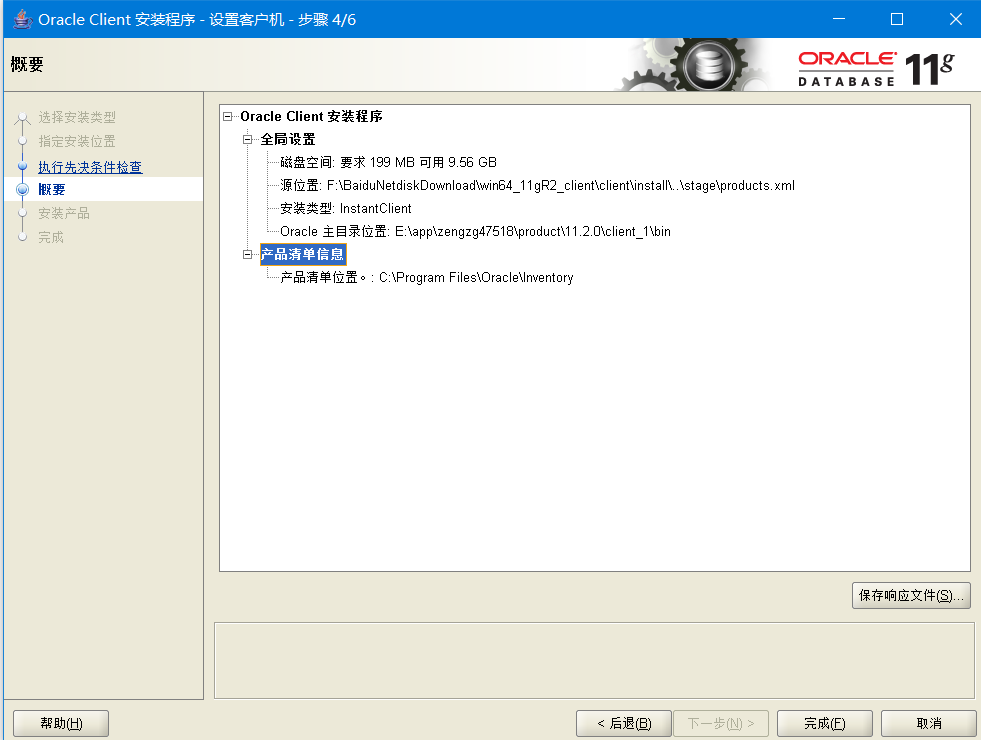 Oracle Client 安装程序 - 设置客户机 - 步骤 4/6
概要
ORACLE
DATABASE
11g
选择安装类型
指定安装位置
执行先决条件检查
概要
安装产品
完成
Oracle Client 安装程序
全局设置
磁盘空间: 要求 199 MB 可用 9.56 GB
源位置: F:\BaiduNetdiskDownload\win64_11gR2_client\client\install\..\stage\products.xml
安装类型: InstantClient
Oracle 主目录位置: E:\app\zengzg47518\product\11.2.0\client_1\bin
产品清单信息
产品清单位置。: C:\Program Files\Oracle\Inventory
保存响应文件(S)...
帮助(H)
< 后退(B)
下一步(N) >
完成(F)
取消